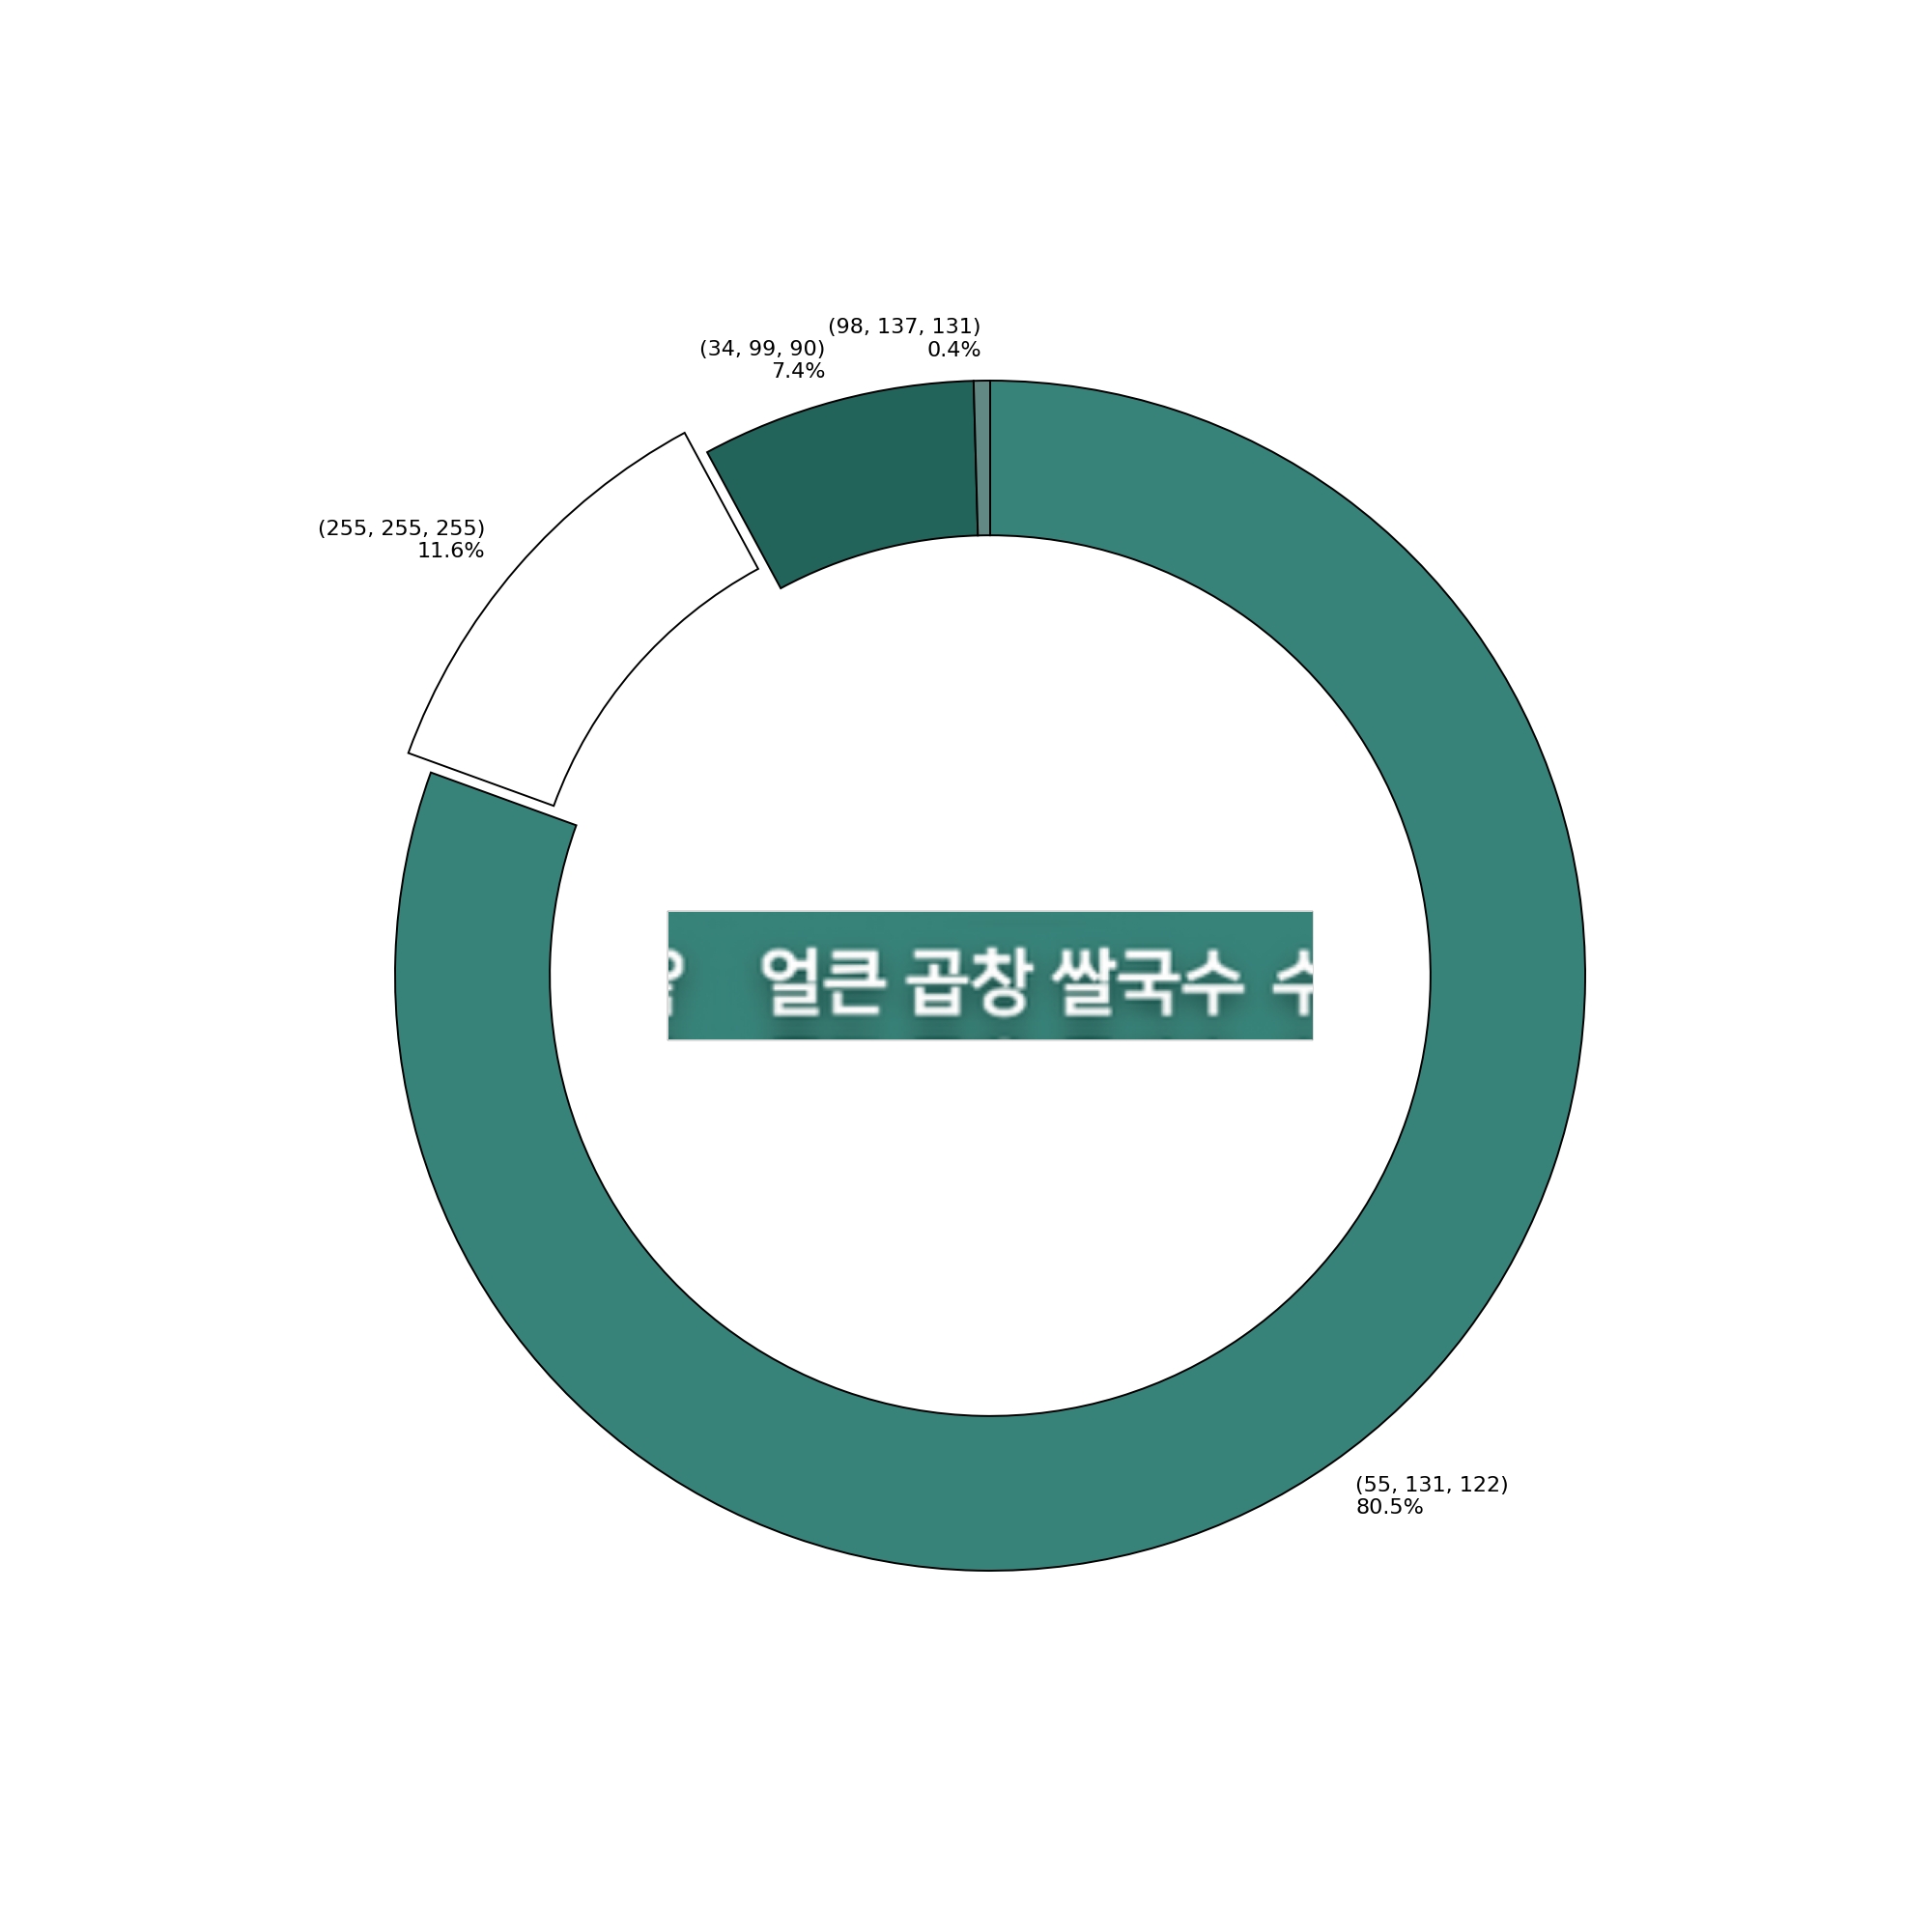 (98, 137, 131)
0.4%
(34, 99, 90)
7.4%
(255, 255, 255)
11.6%
얼큰 곱창 쌀국수
(55, 131, 122)
80.5%